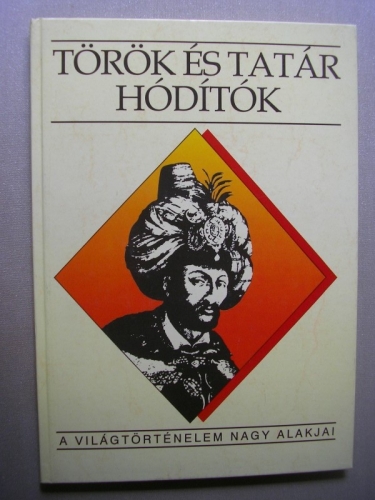 TÖRÖK ÉS TATÁR
HÓDÍTÓK
A VILÁGTÖRTÉNELEM NAGY ALAKJAI